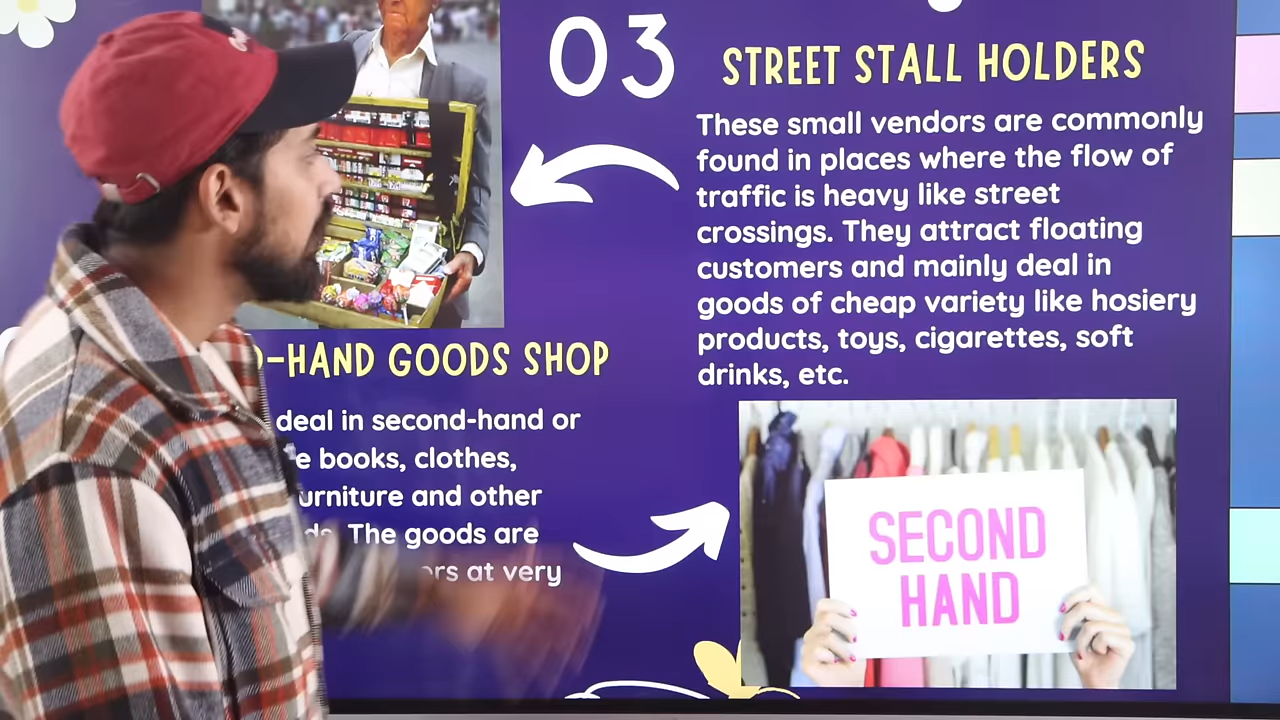 03
STREET STALL HOLDERS
These small vendors are commonly
found in places where the flow of
traffic is heavy like street
crossings. They attract floating
customers and mainly deal in
goods of cheap variety like hosiery
products, toys, cigarettes, soft
drinks, etc.
-HAND GOODS SHOP
deal in second-hand or
books, clothes,
and other
The goods are
at very
SECOND
HAND